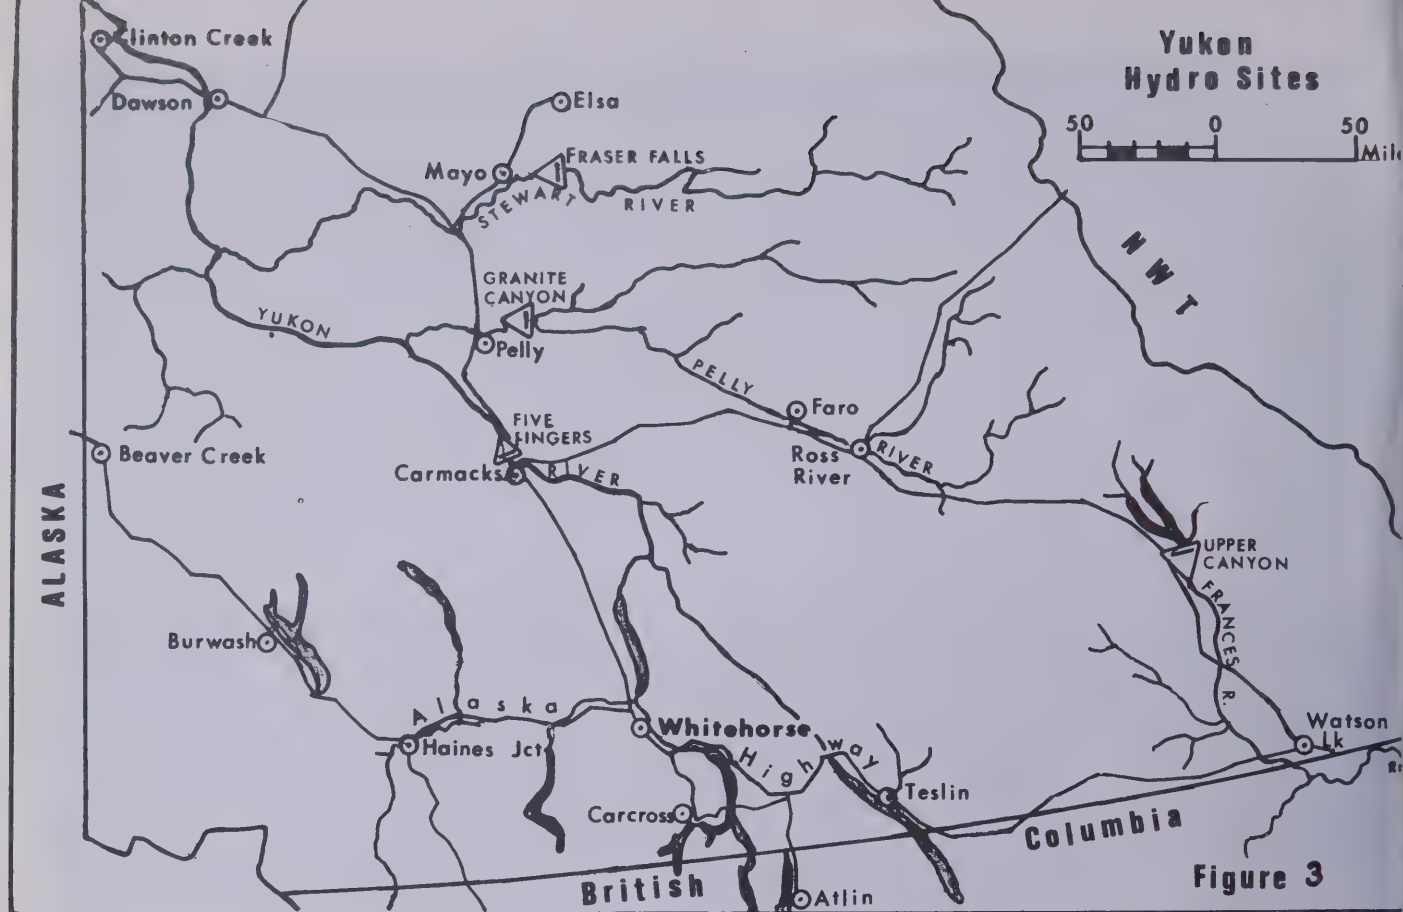 Yukon
Hydro Sites
50 0 50
Clinton Creek
Dawson
Elsa
Mayo
FRASER FALLS
STEWART
RIVER
NWT
GRANITE
CANYON
YUKON
Pelly
PELLY
Faro
FIVE
FINGERS
Ross
River
RIVER
Beaver Creek
Carmacks
RIVER
ALASKA
UPPER
CANYON
FRANCES R.
Burwash
Alaska
Whitehorse
Highway
Haines Jct
Watson
Lk
Teslin
Carcross
British
Columbia
Atlin
Figure 3